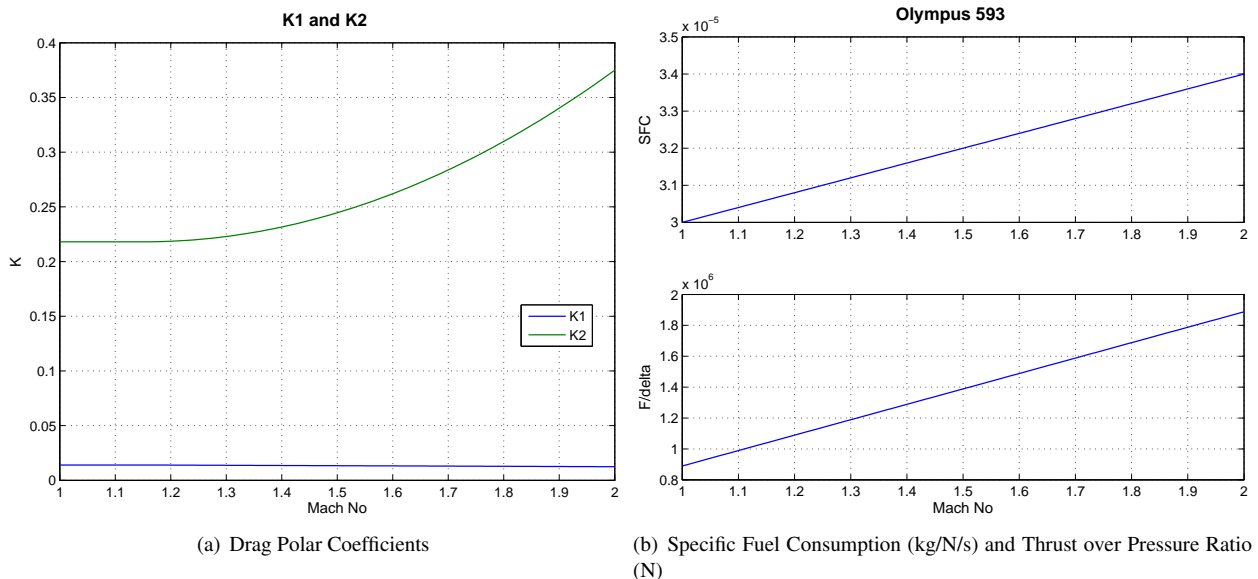 K1 and K2
0.4
0.35
0.3
0.25
0.2
0.15
0.1
0.05
0
K
K1
K2
1 1.1 1.2 1.3 1.4 1.5 1.6 1.7 1.8 1.9 2
Mach No
(a) Drag Polar Coefficients
Olympus 593
x 10⁻⁵
3.5
3.4
3.3
3.2
3.1
3
SFC
1 1.1 1.2 1.3 1.4 1.5 1.6 1.7 1.8 1.9 2
x 10⁶
2
1.8
1.6
1.4
1.2
1
0.8
F/delta
1 1.1 1.2 1.3 1.4 1.5 1.6 1.7 1.8 1.9 2
Mach No
(b) Specific Fuel Consumption (kg/N/s) and Thrust over Pressure Ratio
(N)